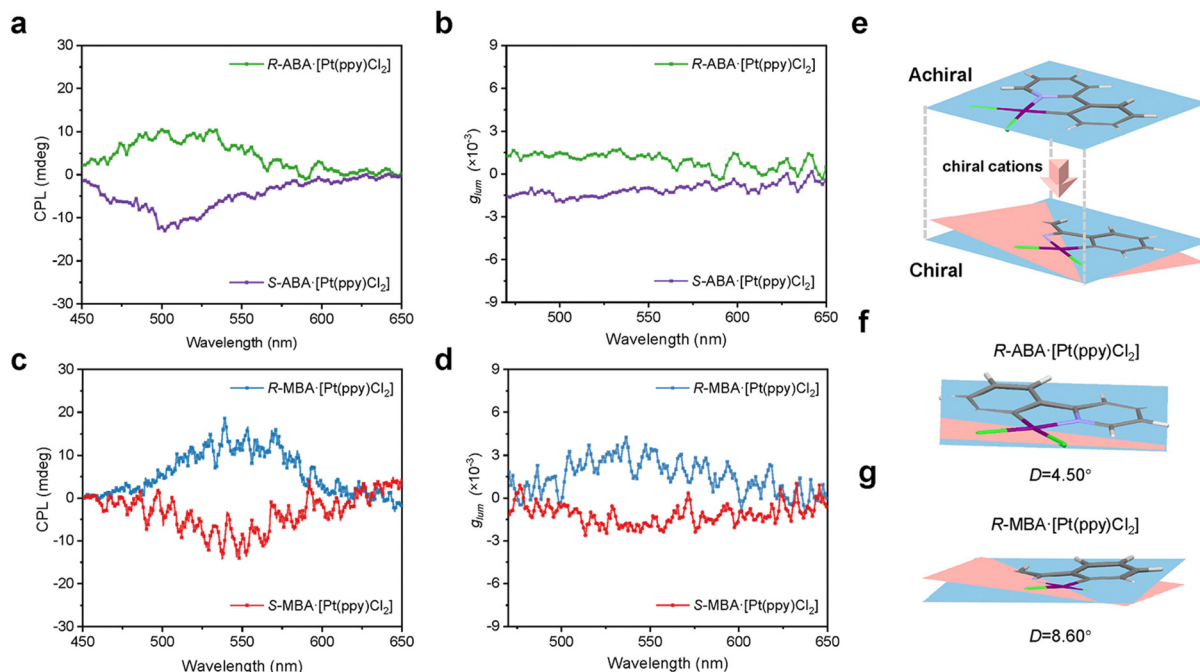 a
30
20
10
0
-10
-20
-30
CPL (mdeg)
R-ABA·[Pt(ppy)Cl₂]
S-ABA·[Pt(ppy)Cl₂]
450 500 550 600 650
Wavelength (nm)
b
9
6
3
0
-3
-6
-9
g_lum (×10⁻³)
R-ABA·[Pt(ppy)Cl₂]
S-ABA·[Pt(ppy)Cl₂]
500 550 600 650
Wavelength (nm)
c
30
20
10
0
-10
-20
-30
CPL (mdeg)
R-MBA·[Pt(ppy)Cl₂]
S-MBA·[Pt(ppy)Cl₂]
450 500 550 600 650
Wavelength (nm)
d
9
6
3
0
-3
-6
-9
g_lum (×10⁻³)
R-MBA·[Pt(ppy)Cl₂]
S-MBA·[Pt(ppy)Cl₂]
500 550 600 650
Wavelength (nm)
e
Achiral
chiral cations
Chiral
f
R-ABA·[Pt(ppy)Cl₂]
D=4.50°
g
R-MBA·[Pt(ppy)Cl₂]
D=8.60°